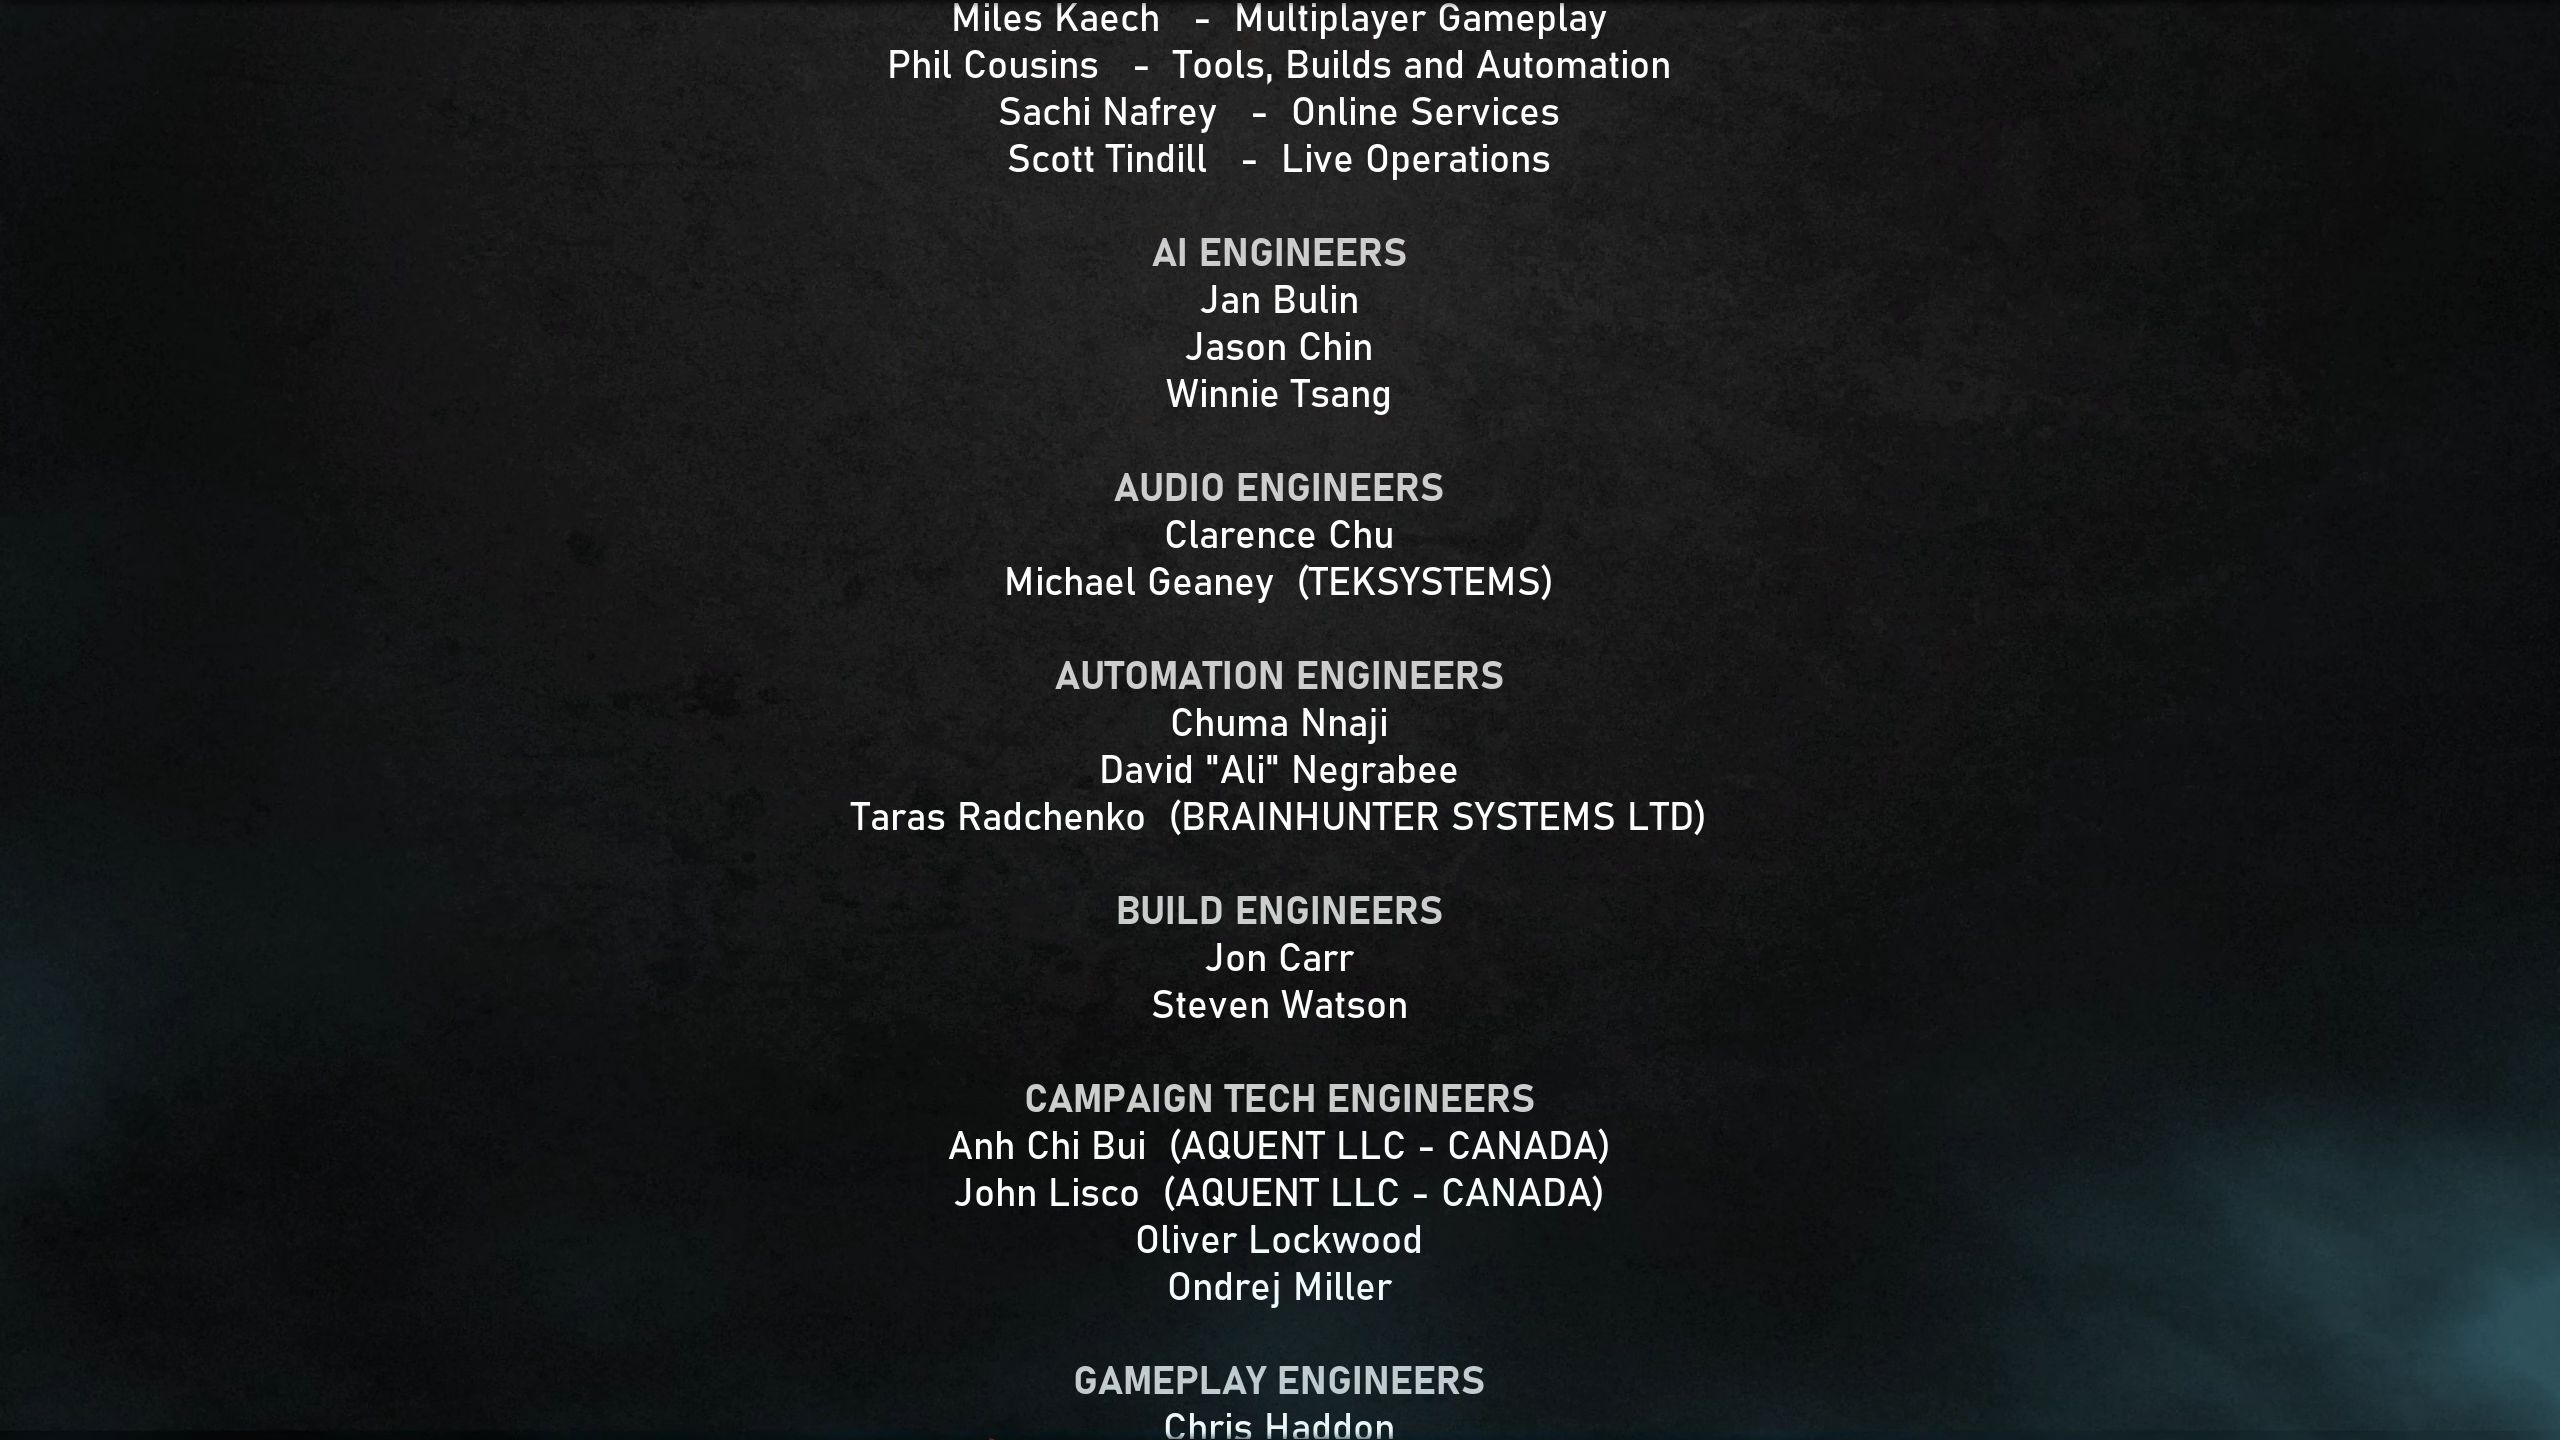 Miles Kaech - Multiplayer Gameplay
Phil Cousins - Tools, Builds and Automation
Sachi Nafrey - Online Services
Scott Tindill - Live Operations
AI ENGINEERS
Jan Bulin
Jason Chin
Winnie Tsang
AUDIO ENGINEERS
Clarence Chu
Michael Geaney (TEKSYSTEMS)
AUTOMATION ENGINEERS
Chuma Nnaji
David "Ali" Negrabee
Taras Radchenko (BRAINHUNTER SYSTEMS LTD)
BUILD ENGINEERS
Jon Carr
Steven Watson
CAMPAIGN TECH ENGINEERS
Anh Chi Bui (AQUENT LLC - CANADA)
John Lisco (AQUENT LLC - CANADA)
Oliver Lockwood
Ondrej Miller
GAMEPLAY ENGINEERS
Chris Haddon